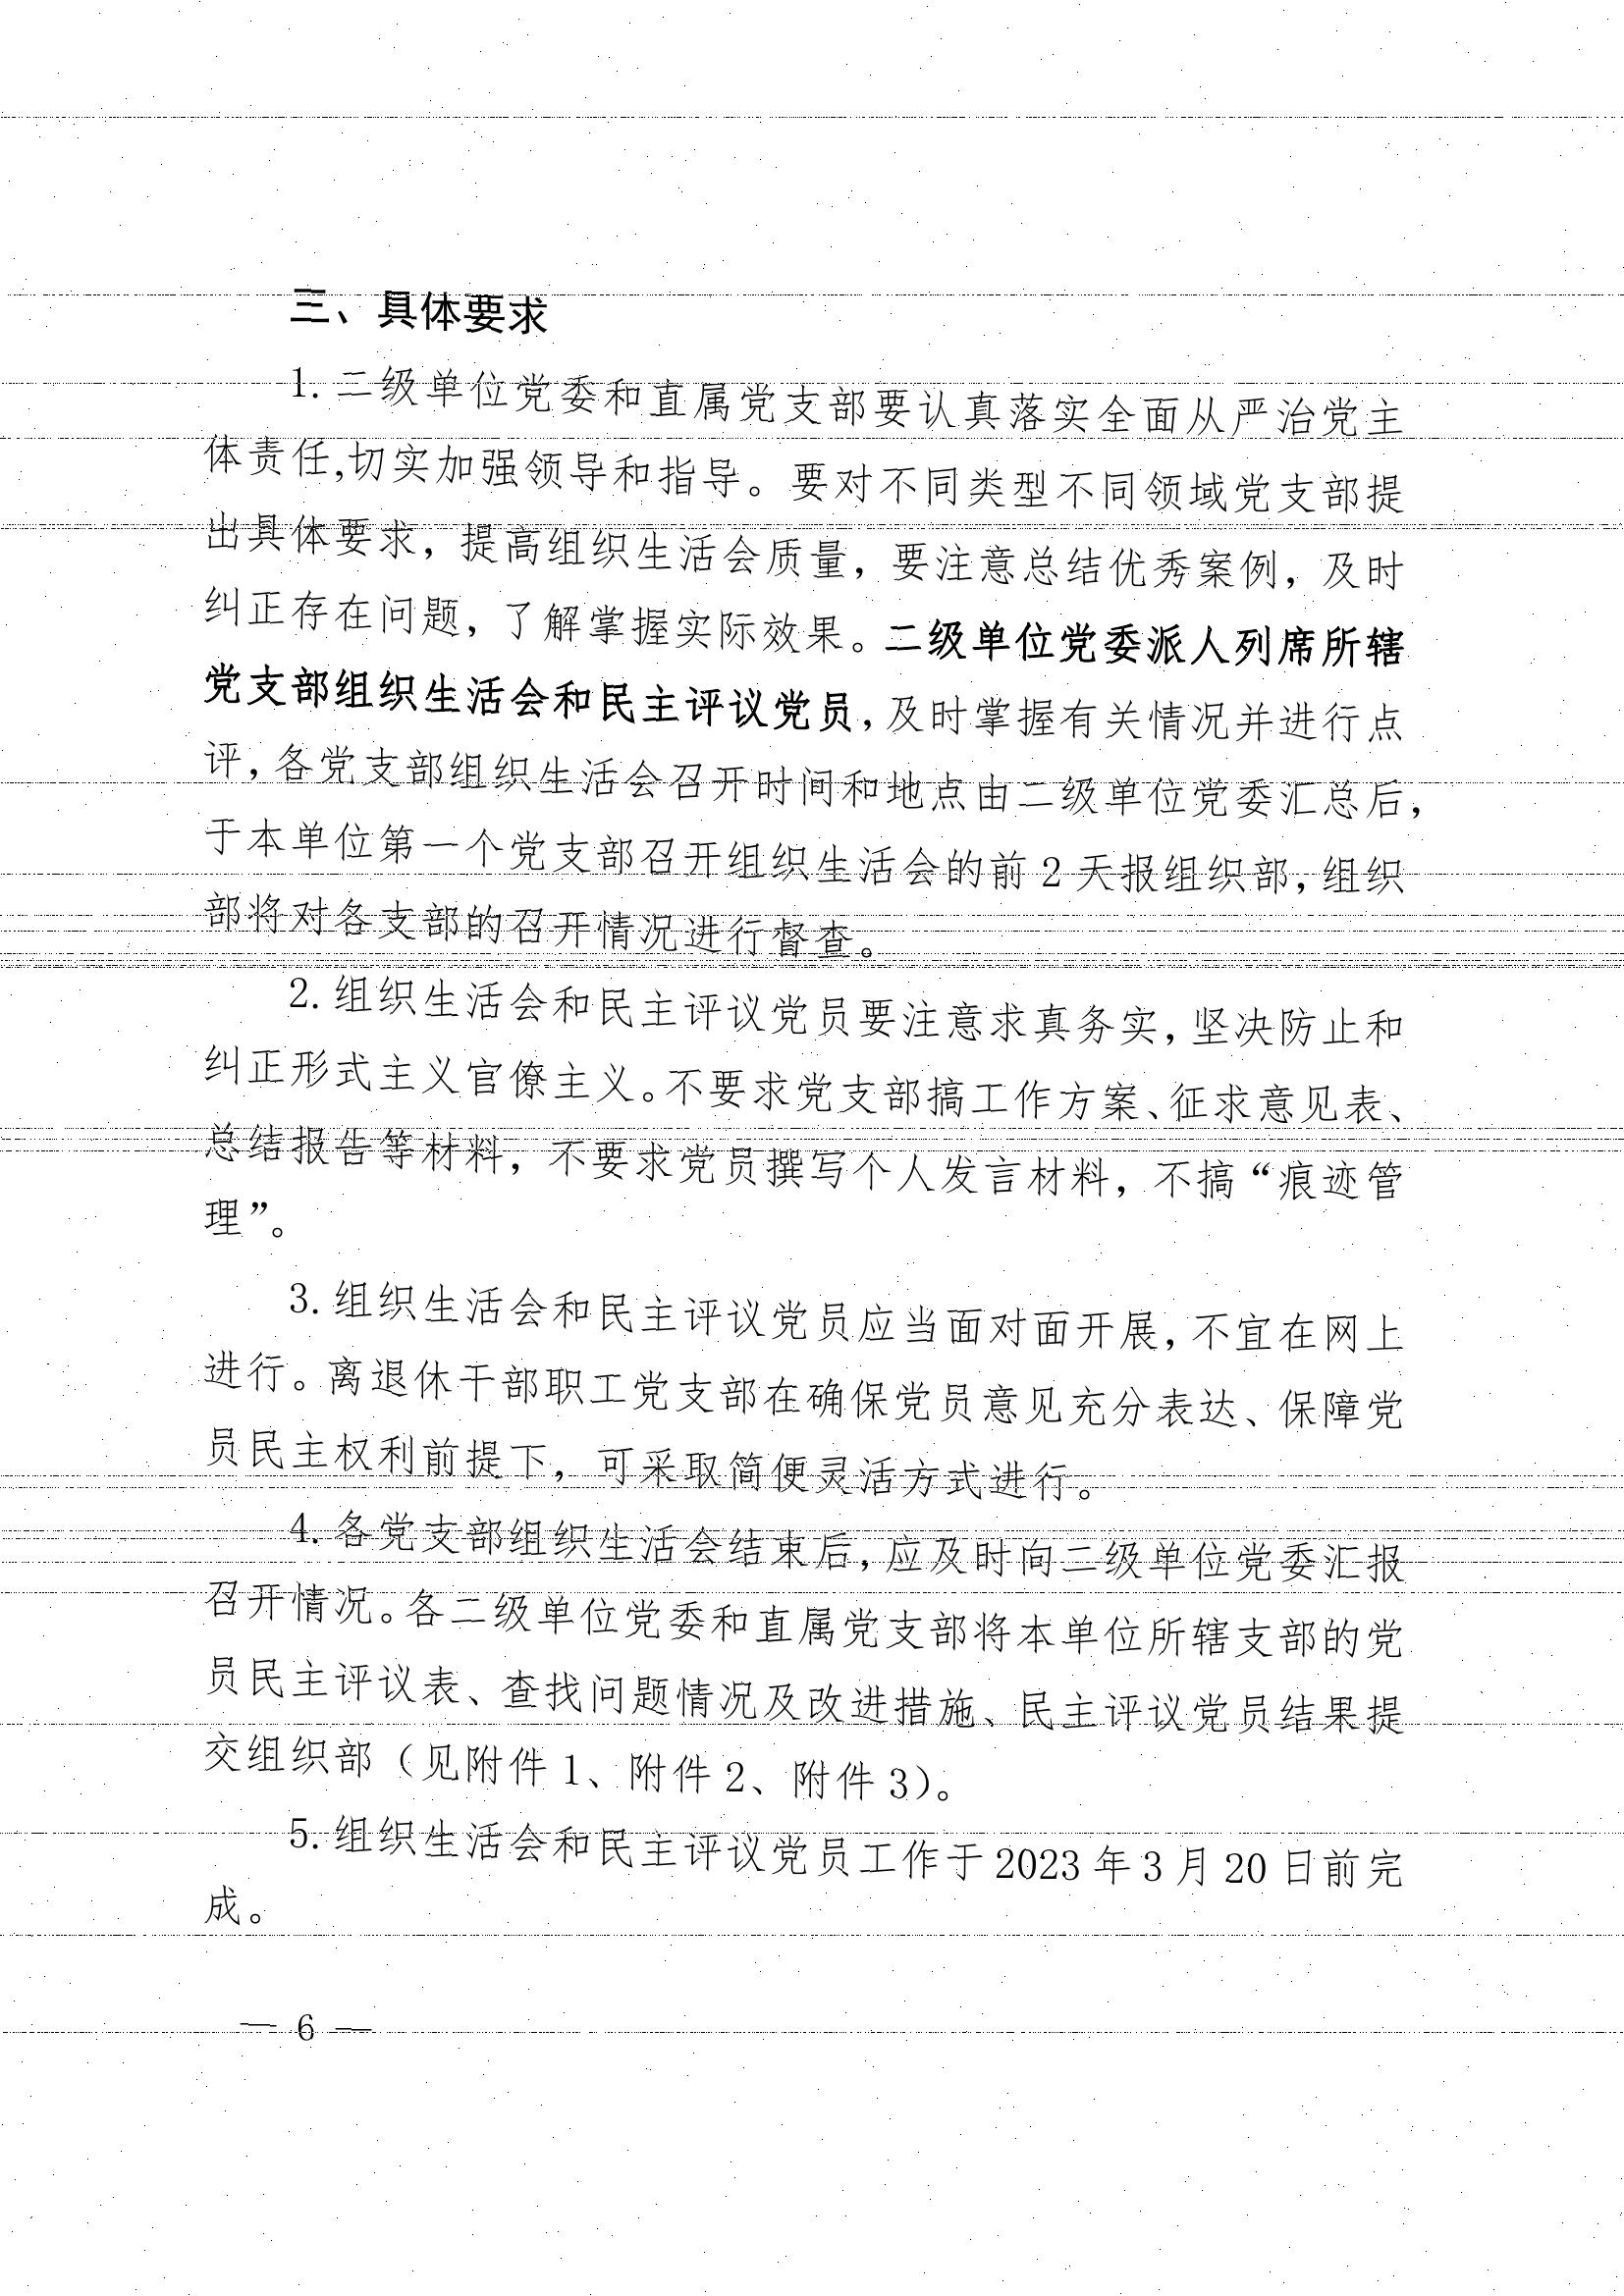 三、具体要求
1.二级单位党委和直属党支部要认真落实全面从严治党主
体责任,切实加强领导和指导。要对不同类型不同领域党支部提
出具体要求，提高组织生活会质量，要注意总结优秀案例，及时
纠正存在问题，了解掌握实际效果。二级单位党委派人列席所辖
党支部组织生活会和民主评议党员，及时掌握有关情况并进行点
评，各党支部组织生活会召开时间和地点由二级单位党委汇总后，
于本单位第一个党支部召开组织生活会的前2天报组织部，组织
部将对各支部的召开情况进行督查。
2.组织生活会和民主评议党员要注意求真务实，坚决防止和
纠正形式主义官僚主义。不要求党支部搞工作方案、征求意见表、
总结报告等材料，不要求党员撰写个人发言材料，不搞“痕迹管
理”。
3.组织生活会和民主评议党员应当面对面开展，不宜在网上
进行。离退休干部职工党支部在确保党员意见充分表达、保障党
员民主权利前提下，可采取简便灵活方式进行。
4.各党支部组织生活会结束后，应及时向二级单位党委汇报
召开情况。各二级单位党委和直属党支部将本单位所辖支部的党
员民主评议表、查找问题情况及改进措施、民主评议党员结果提
交组织部（见附件1、附件2、附件3）。
5.组织生活会和民主评议党员工作于2023年3月20日前完
成。
— 6 —